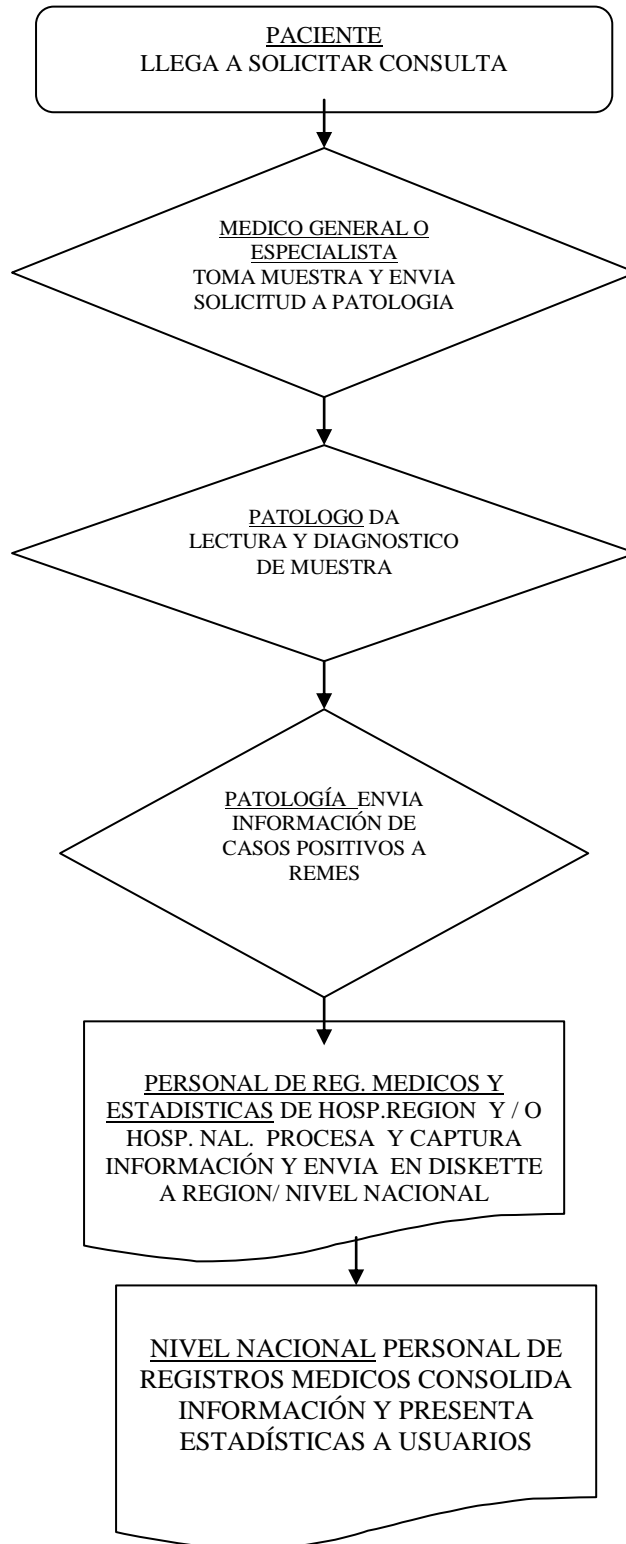 PACIENTE
LLEGA A SOLICITAR CONSULTA
MEDICO GENERAL O
ESPECIALISTA
TOMA MUESTRA Y ENVIA
SOLICITUD A PATOLOGIA
PATOLOGO DA
LECTURA Y DIAGNOSTICO
DE MUESTRA
PATOLOGÍA ENVIA
INFORMACIÓN DE
CASOS POSITIVOS A
REMES
PERSONAL DE REG. MEDICOS Y
ESTADISTICAS DE HOSP.REGION Y / O
HOSP. NAL. PROCESA Y CAPTURA
INFORMACIÓN Y ENVIA EN DISKETTE
A REGION/ NIVEL NACIONAL
NIVEL NACIONAL PERSONAL DE
REGISTROS MEDICOS CONSOLIDA
INFORMACIÓN Y PRESENTA
ESTADÍSTICAS A USUARIOS